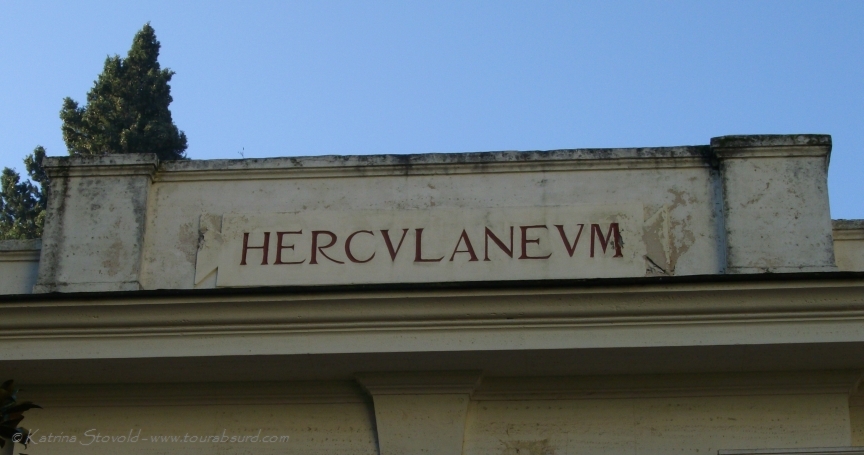 HERCVLANEVM
© Katrina Stovold - www.tourabsurd.com